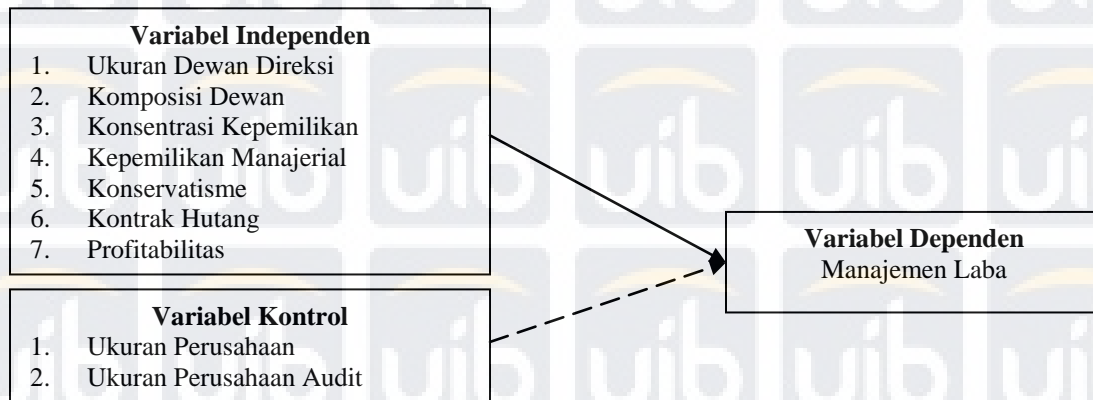 Variabel Independen
1. Ukuran Dewan Direksi
2. Komposisi Dewan
3. Konsentrasi Kepemilikan
4. Kepemilikan Manajerial
5. Konservatisme
6. Kontrak Hutang
7. Profitabilitas
Variabel Dependen
Manajemen Laba
Variabel Kontrol
1. Ukuran Perusahaan
2. Ukuran Perusahaan Audit